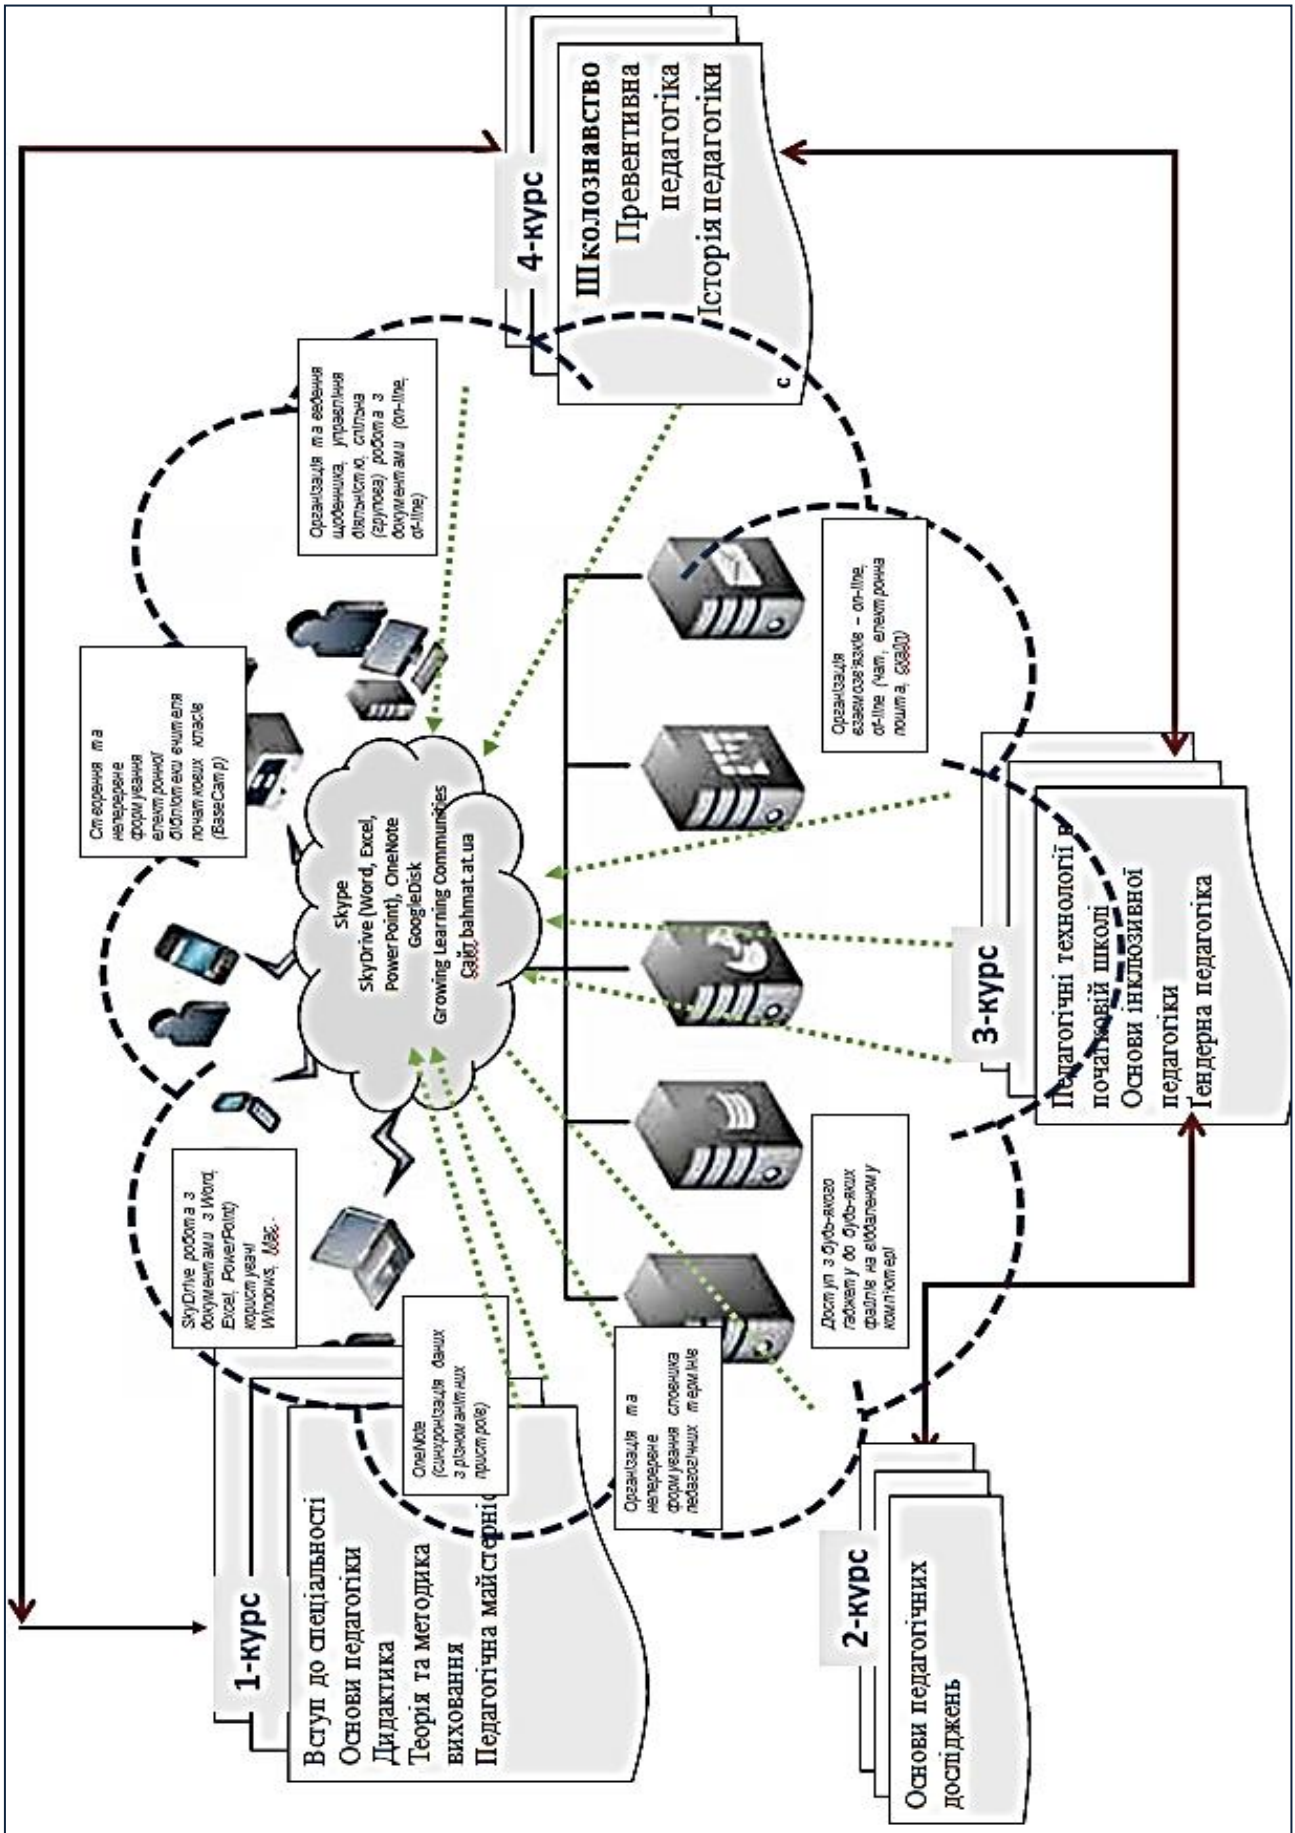 1-курс
Вступ до спеціальності
Основи педагогіки
Дидактика
Теорія та методика
виховання
Педагогічна майстерніс
SkyDrive робота з
документами з Word,
Excel, PowerPoint)
користувачі
Windows, Mac.-
Створення та
неперервне
формування
електронної
бібліотеки вчителя
початкових класів
(BaseCamp)
Організація та ведення
щоденника, управління
діяльністю, спільна
(групова) робота з
документами (on-line,
of-line)
4-курс
Школознавство
Превентивна
педагогіка
Історія педагогіки
с
OneNote
(синхронізація даних
з різноманітних
пристроїв)
Skype
SkyDrive (Word, Excel,
PowerPoint), OneNote
GoogleDisk
Growing Learning Communities
Сайт bahmat.at.ua
Організація та
неперервне
формування словника
педагогічних термінів
Доступ з будь-якого
гаджету до будь-яких
файлів на віддаленому
комп'ютері
Організація
взаємозв'язків – on-line,
of-line (чат, електронна
пошта, скайп)
2-курс
Основи педагогічних
досліджень
3-курс
Педагогічні технології в
початковій школі
Основи інклюзивної
педагогіки
Гендерна педагогіка